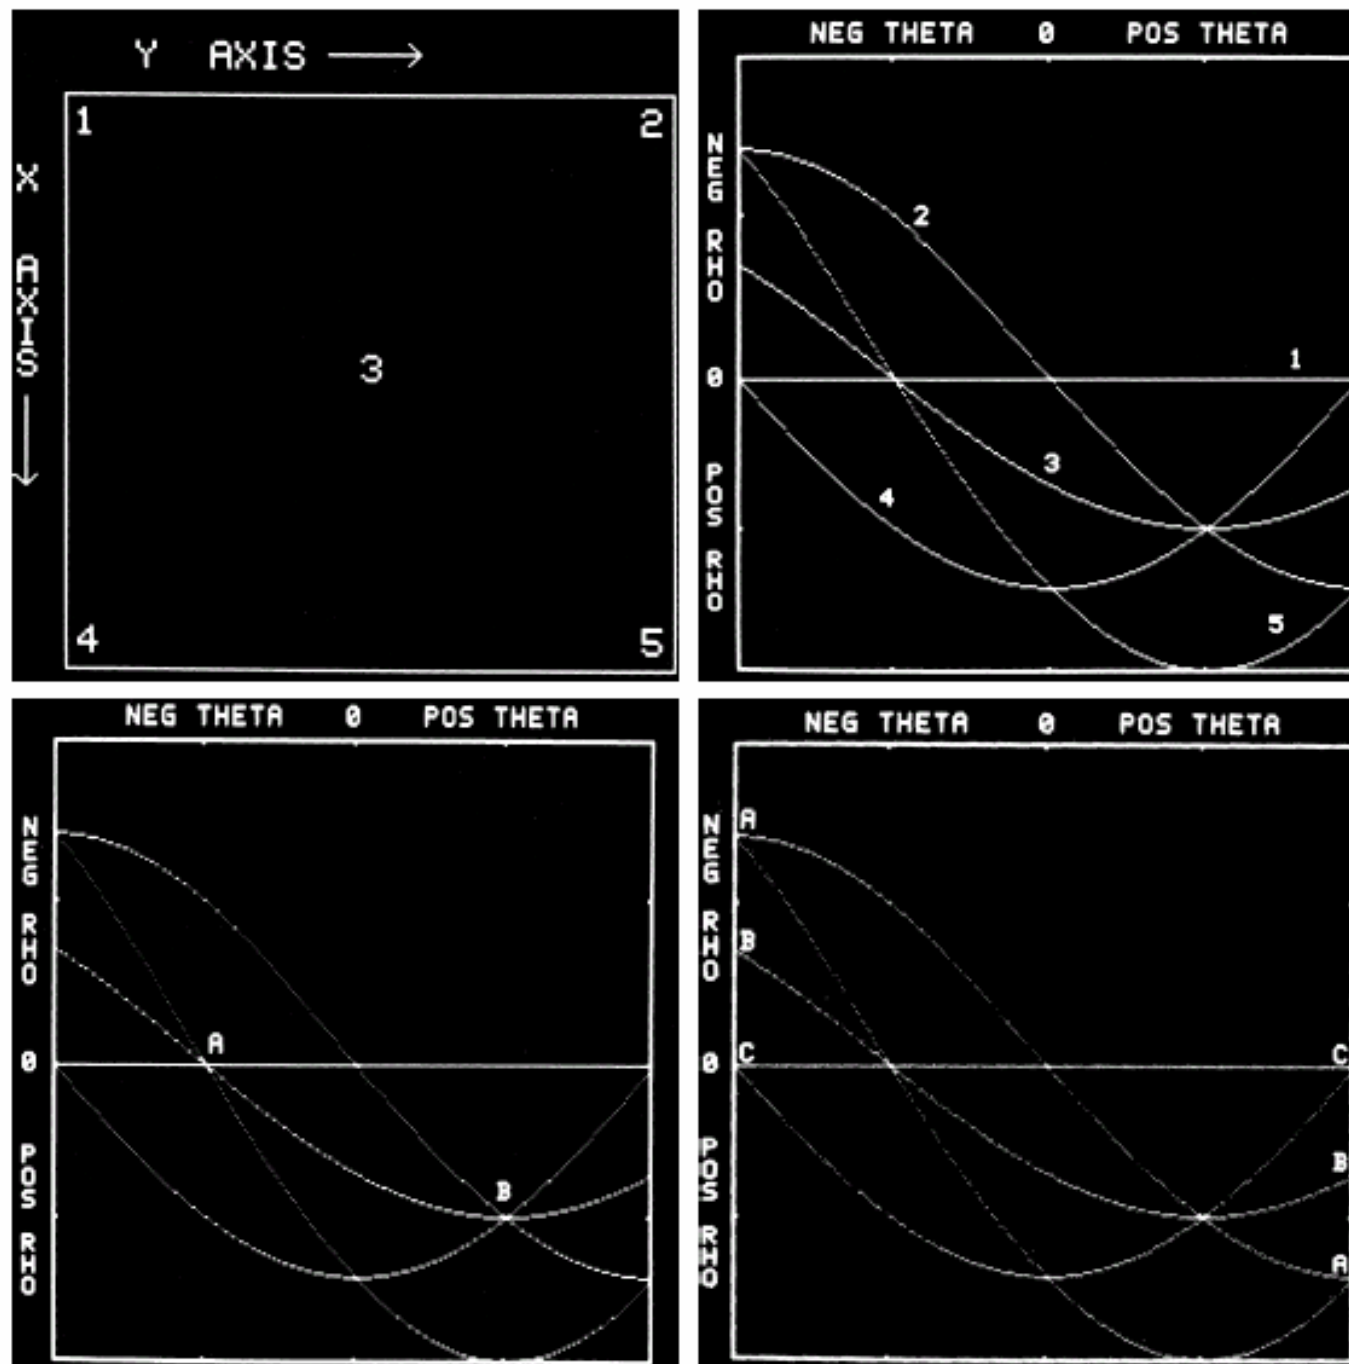 Y AXIS
1
2
X AXIS
3
4
5
NEG THETA 0 POS THETA
NEG RHO
0
POS RHO
2
1
3
4
5
NEG THETA 0 POS THETA
NEG RHO
0
POS RHO
A
B
NEG THETA 0 POS THETA
NEG RHO
0
POS RHO
A
B
C
C
B
A